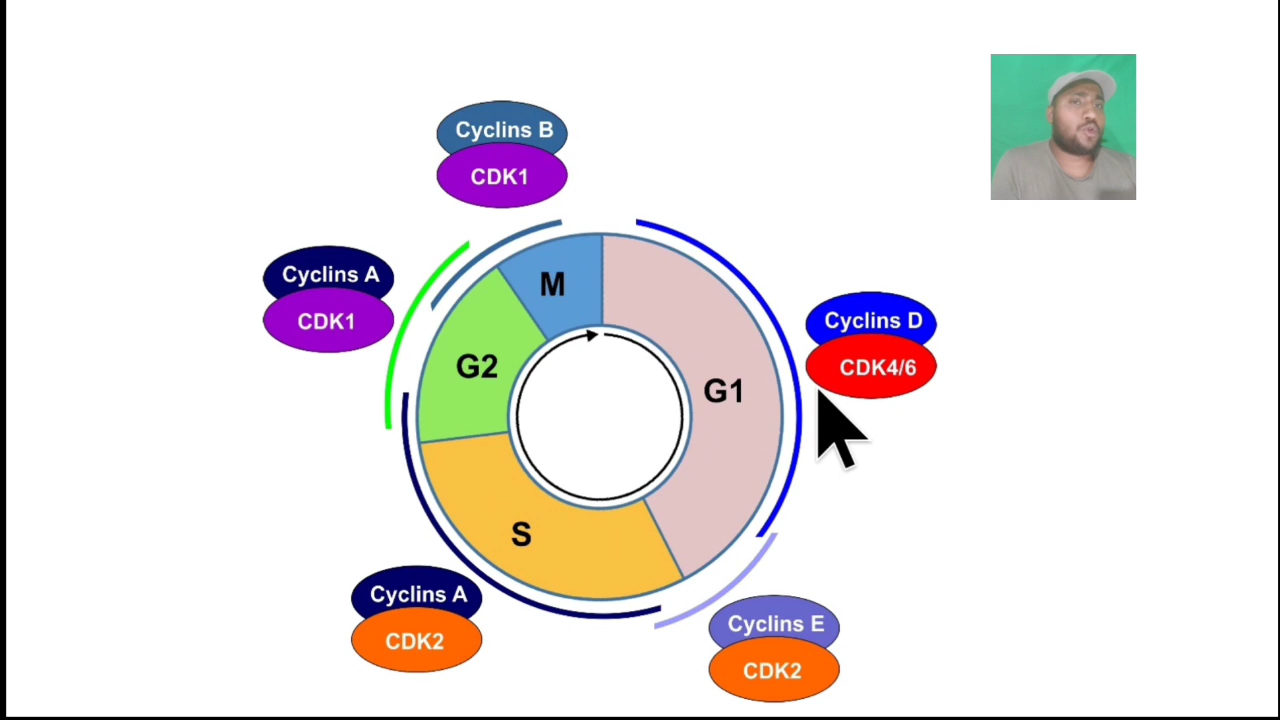 Cyclins B
CDK1
Cyclins A
CDK1
M
G2
G1
S
Cyclins D
CDK4/6
Cyclins A
CDK2
Cyclins E
CDK2